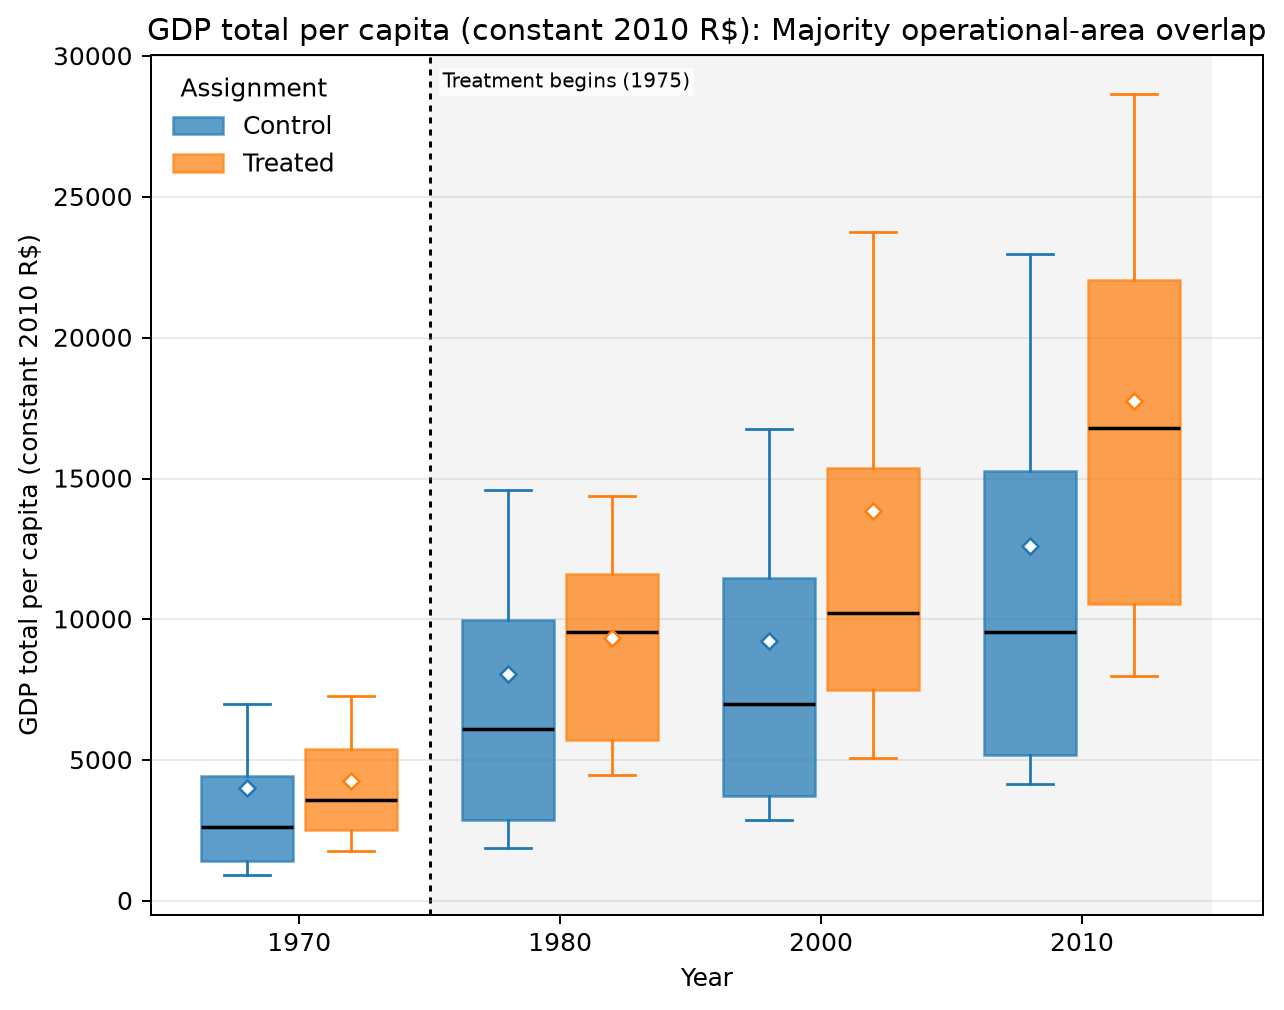 GDP total per capita (constant 2010 R$): Majority operational-area overlap
GDP total per capita (constant 2010 R$)
30000
25000
20000
15000
10000
5000
0
Assignment
Control
Treated
Treatment begins (1975)
1970
1980
2000
2010
Year